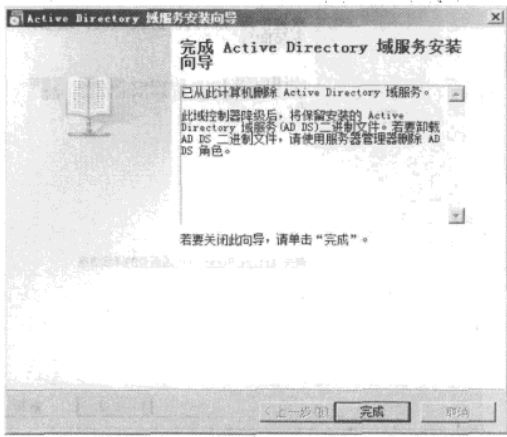 Active Directory 域服务安装向导
完成 Active Directory 域服务安装
向导
已从此计算机删除 Active Directory 域服务。
此域控制器降级后，将保留安装的 Active
Directory 域服务(AD DS)二进制文件。若要卸载
AD DS 二进制文件，请使用服务器管理器删除 AD
DS 角色。
若要关闭此向导，请单击“完成”。
<上一步(B)
完成
取消